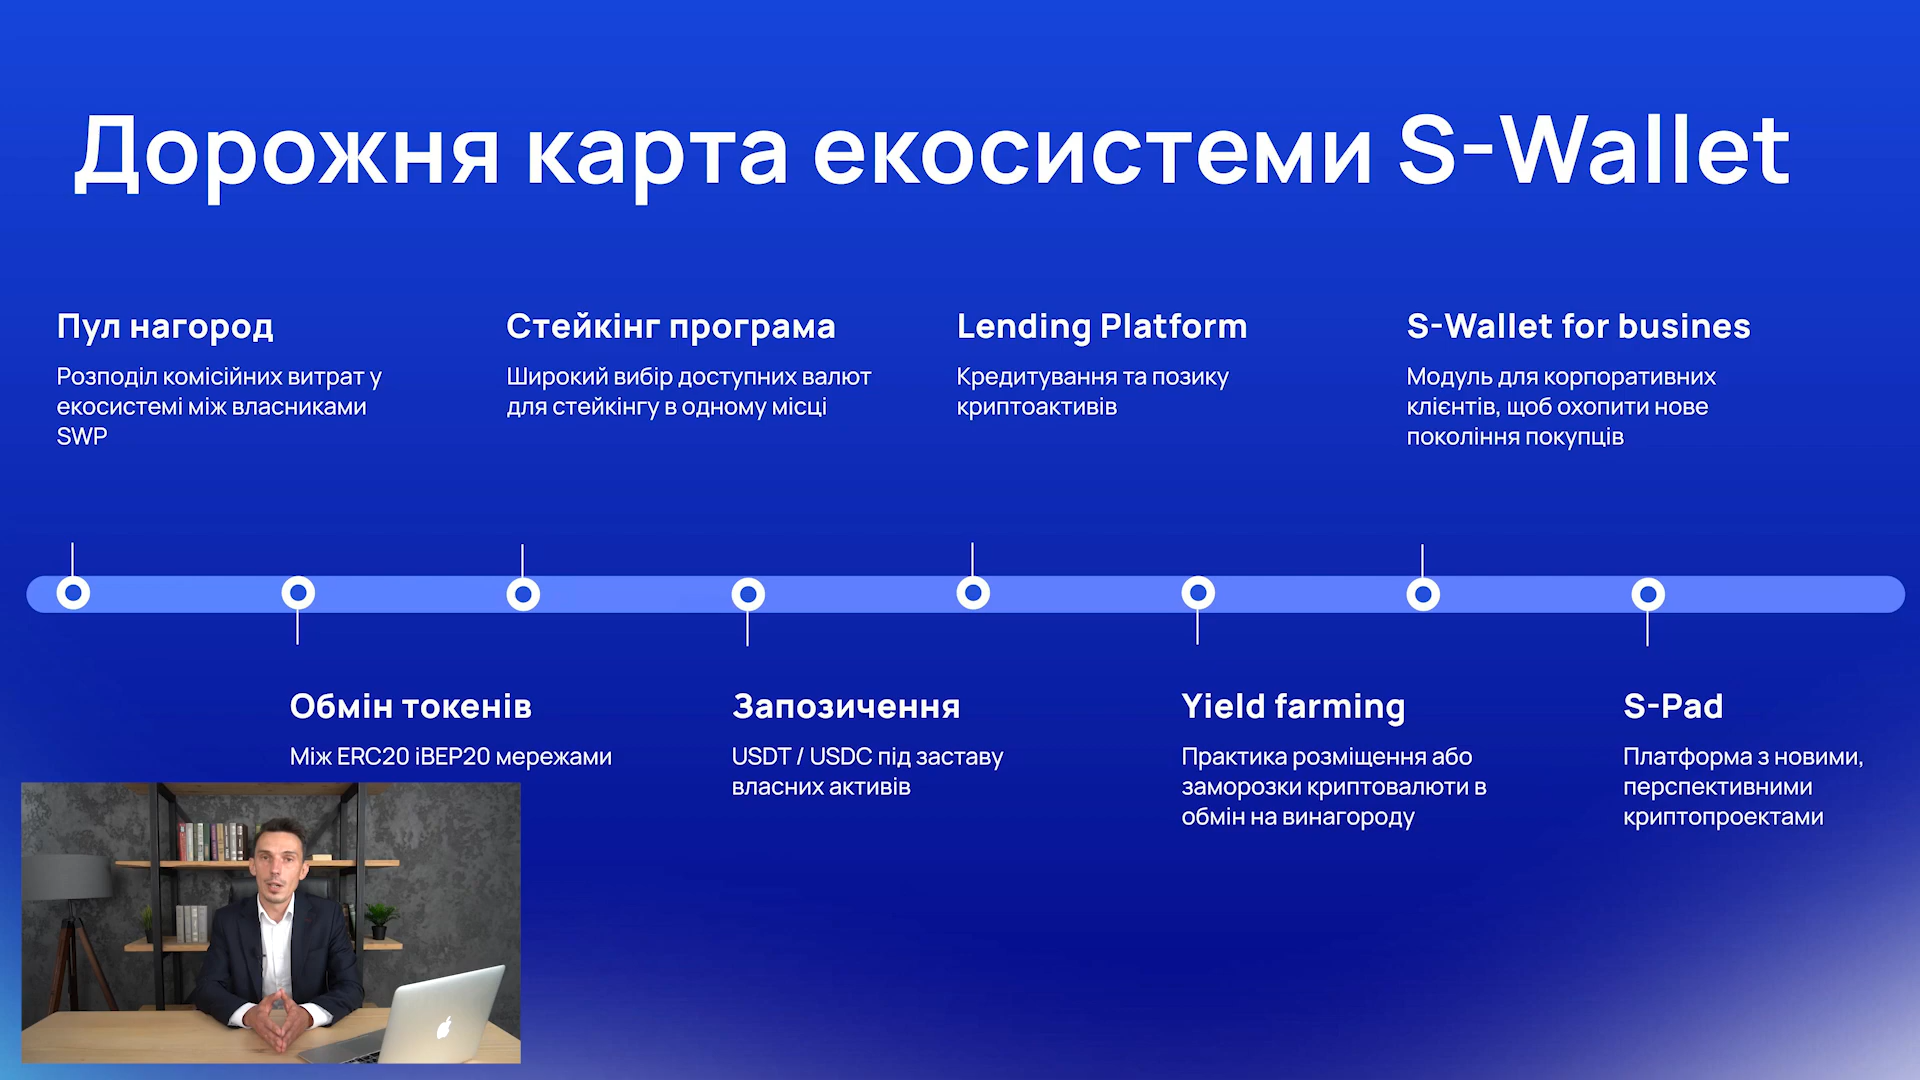 Дорожня карта екосистеми S-Wallet
Пул нагород
Розподіл комісійних витрат у
екосистемі між власниками
SWP
Стейкінг програма
Широкий вибір доступних валют
для стейкінгу в одному місці
Lending Platform
Кредитування та позику
криптоактивів
S-Wallet for busines
Модуль для корпоративних
клієнтів, щоб охопити нове
покоління покупців
Обмін токенів
Між ERC20 іBEP20 мережами
Запозичення
USDT / USDC під заставу
власних активів
Yield farming
Практика розміщення або
заморозки криптовалюти в
обмін на винагороду
S-Pad
Платформа з новими,
перспективними
криптопроектами